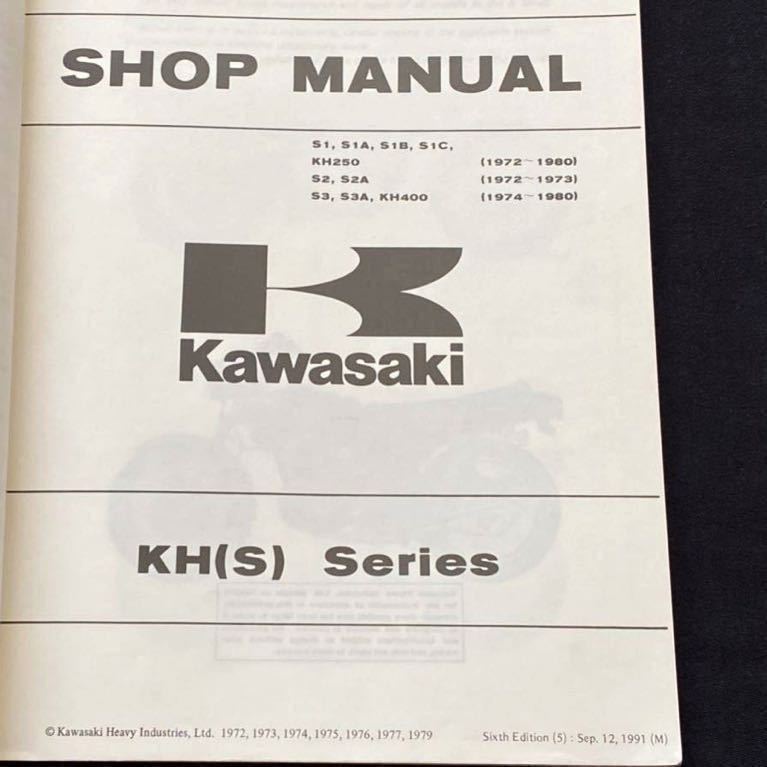 SHOP MANUAL
S1, S1A, S1B, S1C,
KH250 (1972~1980)
S2, S2A (1972~1973)
S3, S3A, KH400 (1974~1980)
Kawasaki
KH(S) Series
© Kawasaki Heavy Industries, Ltd. 1972, 1973, 1974, 1975, 1976, 1977, 1979 Sixth Edition (5) : Sep. 12, 1991 (M)